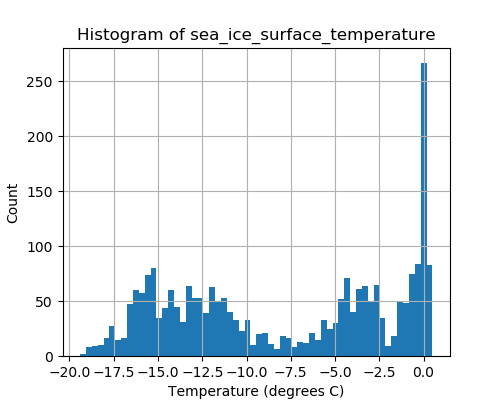 Histogram of sea_ice_surface_temperature
250
200
150
100
50
0
Count
−20.0 −17.5 −15.0 −12.5 −10.0 −7.5 −5.0 −2.5 0.0
Temperature (degrees C)